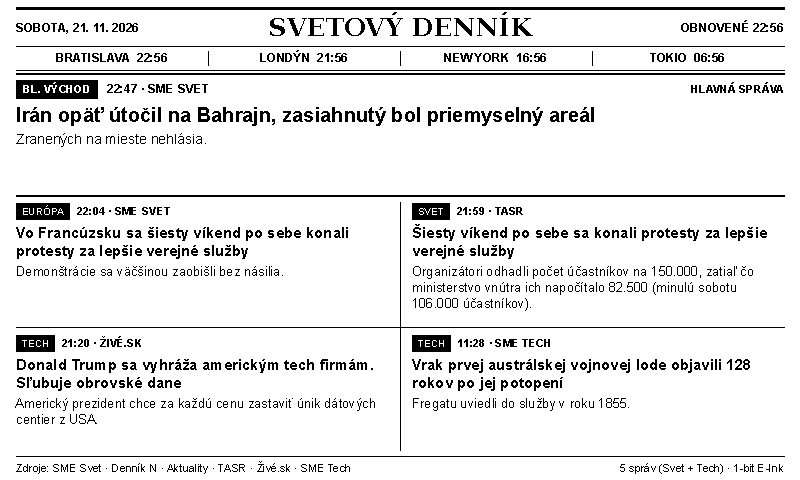 SOBOTA, 21. 11. 2026
SVETOVÝ DENNÍK
OBNOVENÉ 22:56
BRATISLAVA 22:56
LONDÝN 21:56
NEW YORK 16:56
TOKIO 06:56
BL. VÝCHOD 22:47 · SME SVET
HLAVNÁ SPRÁVA
Irán opäť útočil na Bahrajn, zasiahnutý bol priemyselný areál
Zranených na mieste nehlásia.
EURÓPA 22:04 · SME SVET
Vo Francúzsku sa šiesty víkend po sebe konali
protesty za lepšie verejné služby
Demonštrácie sa väčšinou zaobišli bez násilia.
SVET 21:59 · TASR
Šiesty víkend po sebe sa konali protesty za lepšie
verejné služby
Organizátori odhadli počet účastníkov na 150.000, zatiaľ čo
ministerstvo vnútra ich napočítalo 82.500 (minulú sobotu
106.000 účastníkov).
TECH 21:20 · ŽIVÉ.SK
Donald Trump sa vyhráža americkým tech firmám.
Sľubuje obrovské dane
Americký prezident chce za každú cenu zastaviť únik dátových
centier z USA.
TECH 11:28 · SME TECH
Vrak prvej austrálskej vojnovej lode objavili 128
rokov po jej potopení
Fregatu uviedli do služby v roku 1855.
Zdroje: SME Svet · Denník N · Aktuality · TASR · Živé.sk · SME Tech
5 správ (Svet + Tech) · 1-bit E-Ink